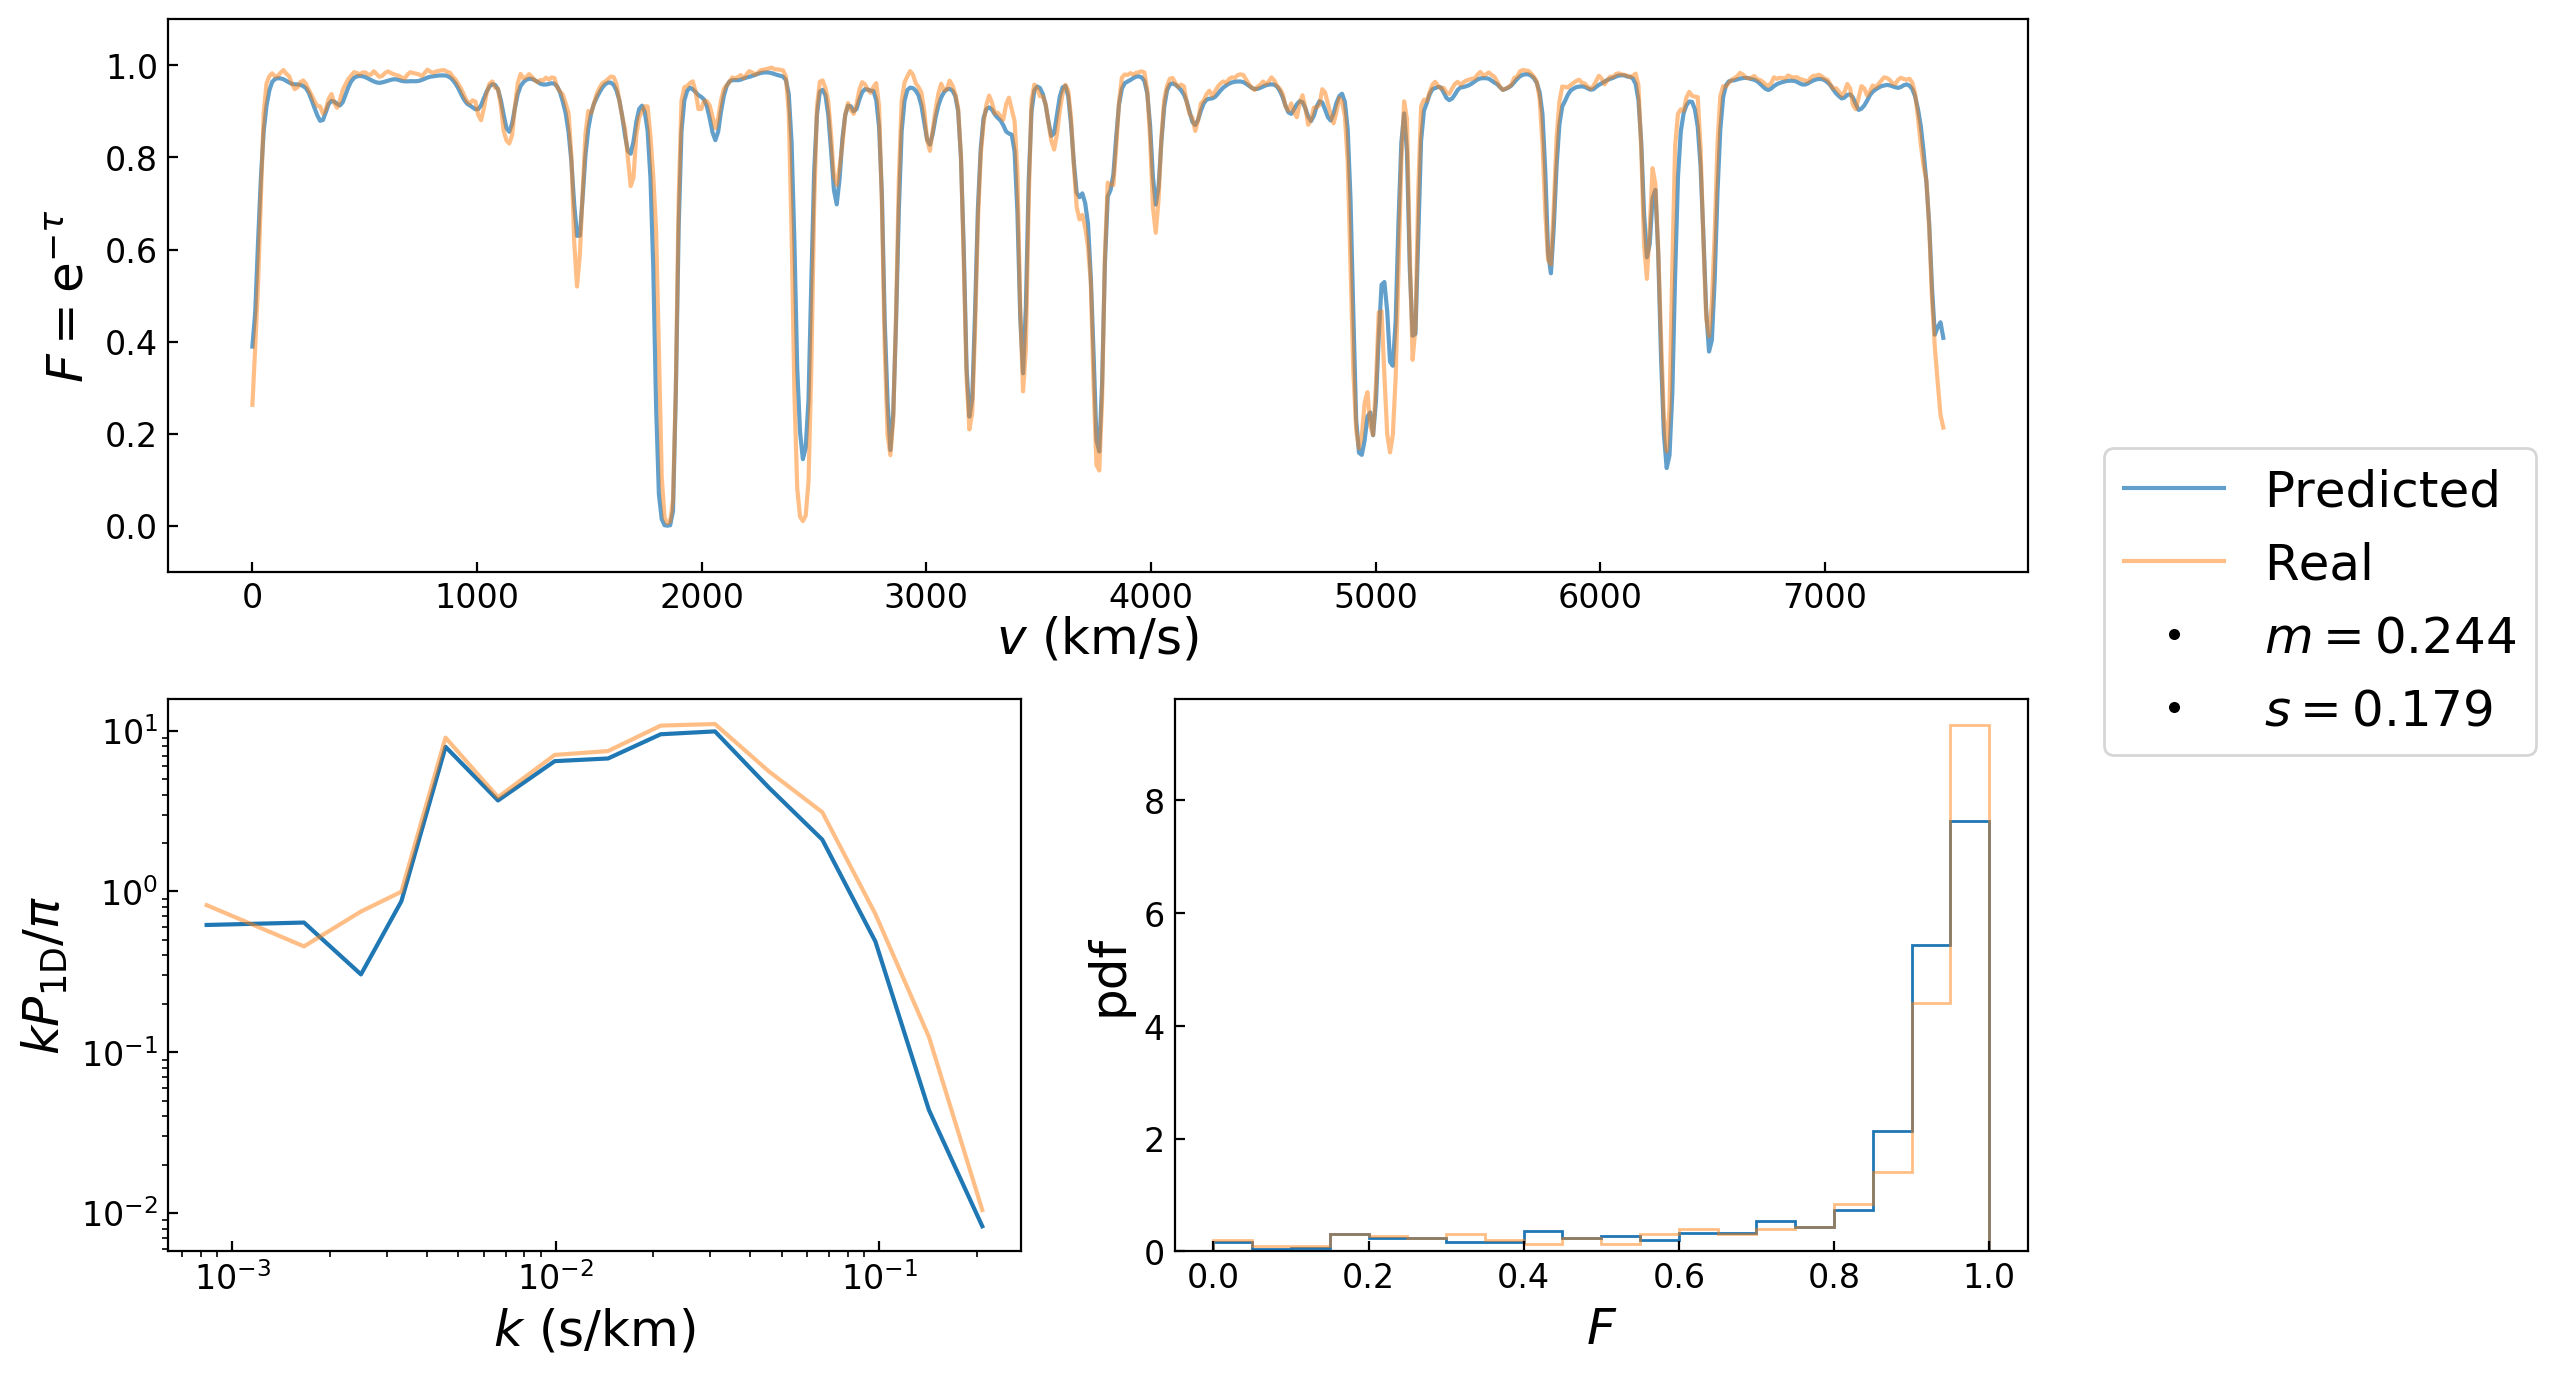 1.0
0.8
0.6
0.4
0.2
0.0
F = e^{-τ}
0 1000 2000 3000 4000 5000 6000 7000
v (km/s)
Predicted
Real
m = 0.244
s = 0.179
10^1
10^0
10^{-1}
10^{-2}
kP_{1D}/π
10^{-3} 10^{-2} 10^{-1}
k (s/km)
8
6
4
2
0
pdf
0.0 0.2 0.4 0.6 0.8 1.0
F